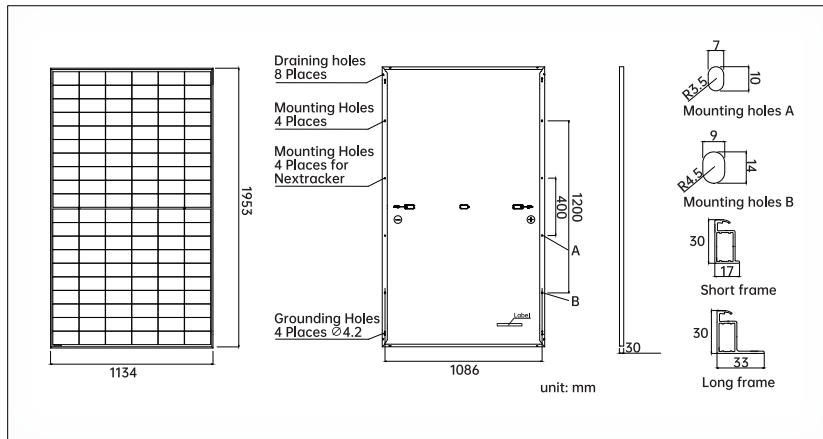 1953
1134
Draining holes
8 Places
Mounting Holes
4 Places
Mounting Holes
4 Places for
Nextracker
Grounding Holes
4 Places ∅4.2
1200
400
A
B
Label
1086
unit: mm
30
7
10
R3.5
Mounting holes A
9
14
R4.5
Mounting holes B
30
17
Short frame
30
33
Long frame